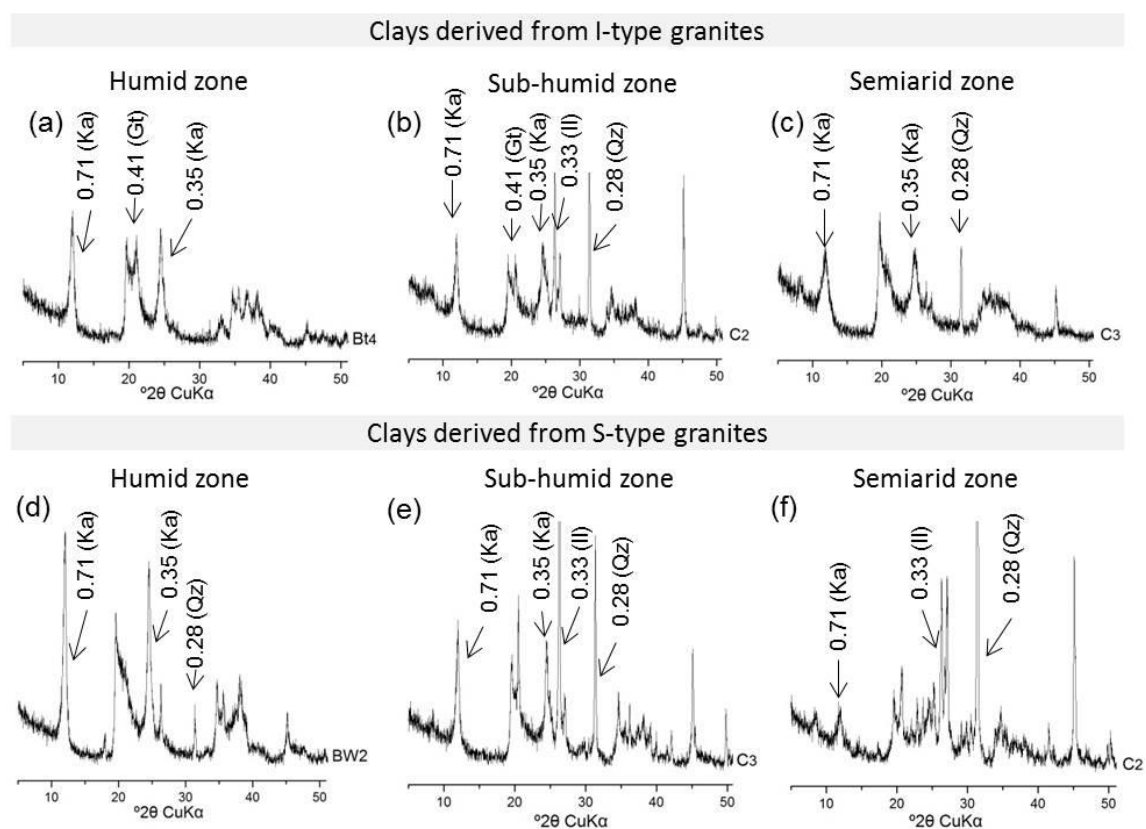 Clays derived from I-type granites
Humid zone
Sub-humid zone
Semiarid zone
(a)
0.71 (Ka)
0.41 (Gt)
0.35 (Ka)
Bt4
10 20 30 40 50
º2θ CuKα
(b)
0.71 (Ka)
0.41 (Gt)
0.35 (Ka)
0.33 (Il)
0.28 (Qz)
C2
10 20 30 40 50
º2θ CuKα
(c)
0.71 (Ka)
0.35 (Ka)
0.28 (Qz)
C3
10 20 30 40 50
º2θ CuKα
Clays derived from S-type granites
Humid zone
Sub-humid zone
Semiarid zone
(d)
0.71 (Ka)
0.35 (Ka)
0.28 (Qz)
BW2
10 20 30 40 50
º2θ CuKα
(e)
0.71 (Ka)
0.35 (Ka)
0.33 (Il)
0.28 (Qz)
C3
10 20 30 40 50
º2θ CuKα
(f)
0.71 (Ka)
0.33 (Il)
0.28 (Qz)
C2
10 20 30 40 50
º2θ CuKα